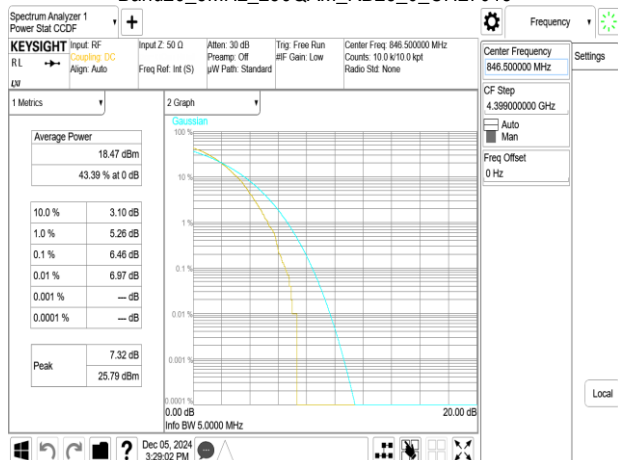 Spectrum Analyzer 1
Power Stat CCDF
Frequency
KEYSIGHT
RL
LXI
Input: RF
Coupling: DC
Align: Auto
Input Z: 50 Ω
Freq Ref: Int (S)
Atten: 30 dB
Preamp: Off
µW Path: Standard
Trig: Free Run
#IF Gain: Low
Center Freq: 846.500000 MHz
Counts: 10.0 k/10.0 kpt
Radio Std: None
Center Frequency
846.500000 MHz
Settings
CF Step
4.399000000 GHz
Auto
Man
Freq Offset
0 Hz
1 Metrics
2 Graph
Average Power
18.47 dBm
43.39 % at 0 dB
10.0 % 3.10 dB
1.0 % 5.26 dB
0.1 % 6.46 dB
0.01 % 6.97 dB
0.001 % --- dB
0.0001 % --- dB
Peak
7.32 dB
25.79 dBm
Gaussian
100 %
10 %
1 %
0.1 %
0.01 %
0.001 %
0.0001 %
0.00 dB 20.00 dB
Info BW 5.0000 MHz
Local
Dec 05, 2024
3:29:02 PM